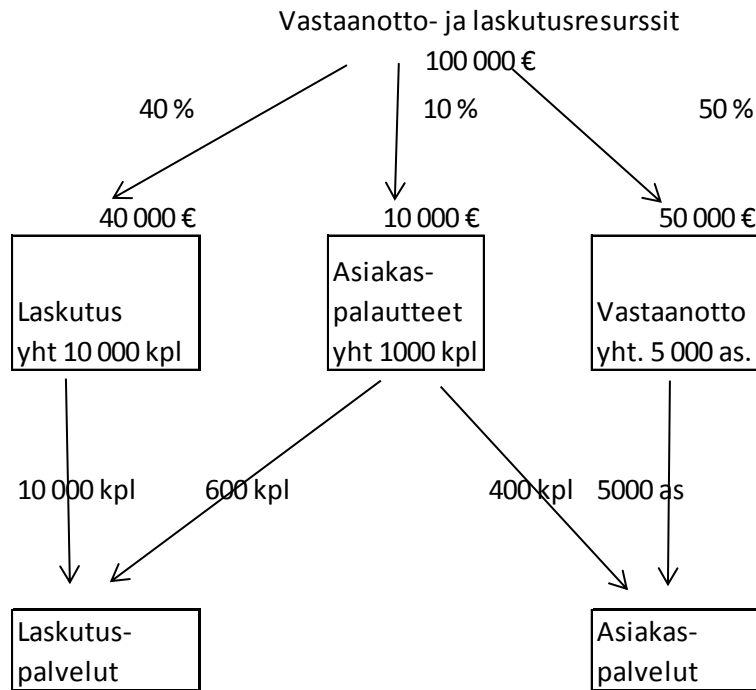 Vastaanotto- ja laskutusresurssit
100 000 €
40 % 10 % 50 %
40 000 € 10 000 € 50 000 €
Laskutus
yht 10 000 kpl
Asiakas-
palautteet
yht 1000 kpl
Vastaanotto
yht. 5 000 as.
10 000 kpl 600 kpl 400 kpl 5000 as
Laskutus-
palvelut
Asiakas-
palvelut